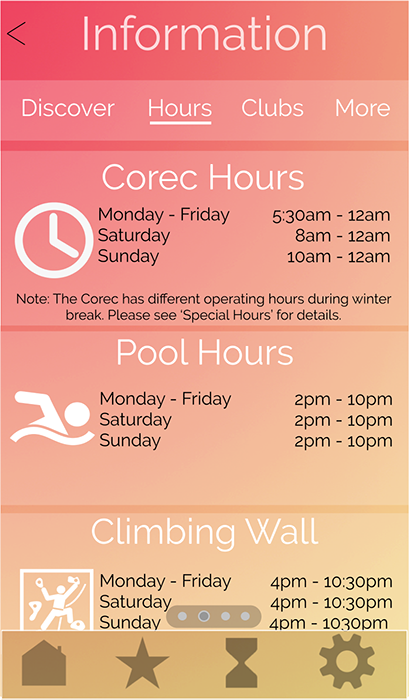 Information
Discover Hours Clubs More
Corec Hours
Monday - Friday 5:30am - 12am
Saturday 8am - 12am
Sunday 10am - 12am
Note: The Corec has different operating hours during winter
break. Please see ‘Special Hours’ for details.
Pool Hours
Monday - Friday 2pm - 10pm
Saturday 2pm - 10pm
Sunday 2pm - 10pm
Climbing Wall
Monday - Friday 4pm - 10:30pm
Saturday 4pm - 10:30pm
Sunday 4pm - 1030pm